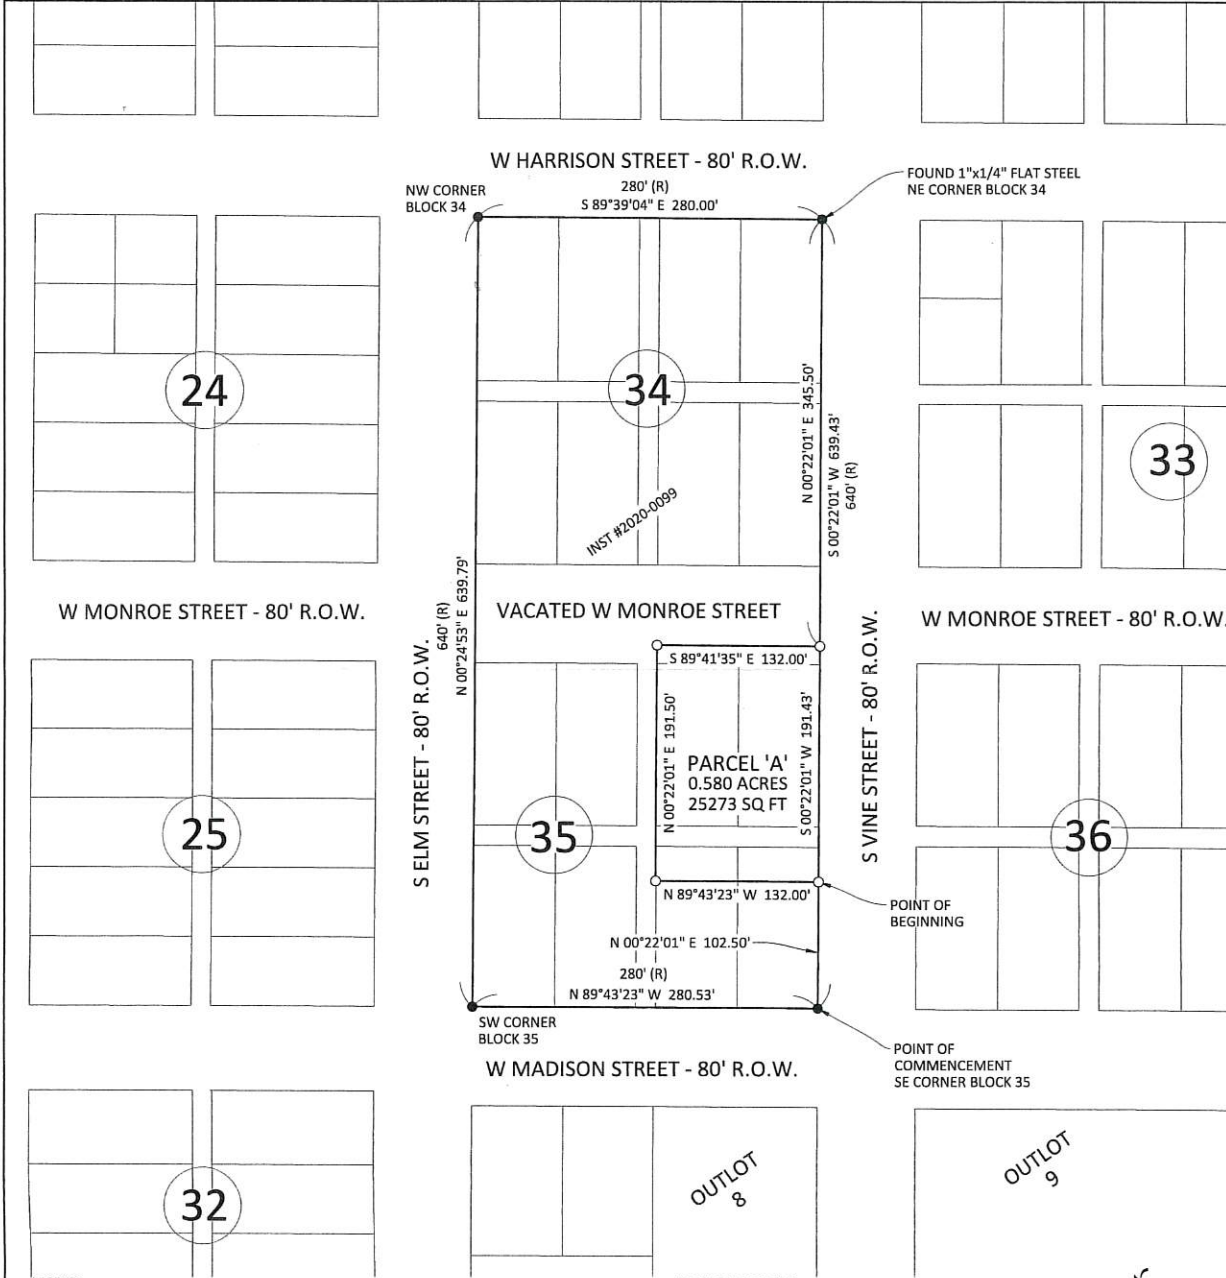 W HARRISON STREET - 80' R.O.W.
280' (R)
S 89°39'04" E 280.00'
NW CORNER
BLOCK 34
FOUND 1"x1/4" FLAT STEEL
NE CORNER BLOCK 34
24
34
33
N 00°22'01" E 345.50'
S 00°22'01" W 639.43'
640' (R)
INST #2020-0099
640' (R)
N 00°24'53" E 639.79'
W MONROE STREET - 80' R.O.W.
VACATED W MONROE STREET
W MONROE STREET - 80' R.O.W.
S ELM STREET - 80' R.O.W.
S VINE STREET - 80' R.O.W.
S 89°41'35" E 132.00'
N 00°22'01" E 191.50'
S 00°22'01" W 191.43'
PARCEL 'A'
0.580 ACRES
25273 SQ FT
25
35
36
N 89°43'23" W 132.00'
POINT OF
BEGINNING
N 00°22'01" E 102.50'
280' (R)
N 89°43'23" W 280.53'
SW CORNER
BLOCK 35
POINT OF
COMMENCEMENT
SE CORNER BLOCK 35
W MADISON STREET - 80' R.O.W.
32
OUTLOT
8
OUTLOT
9